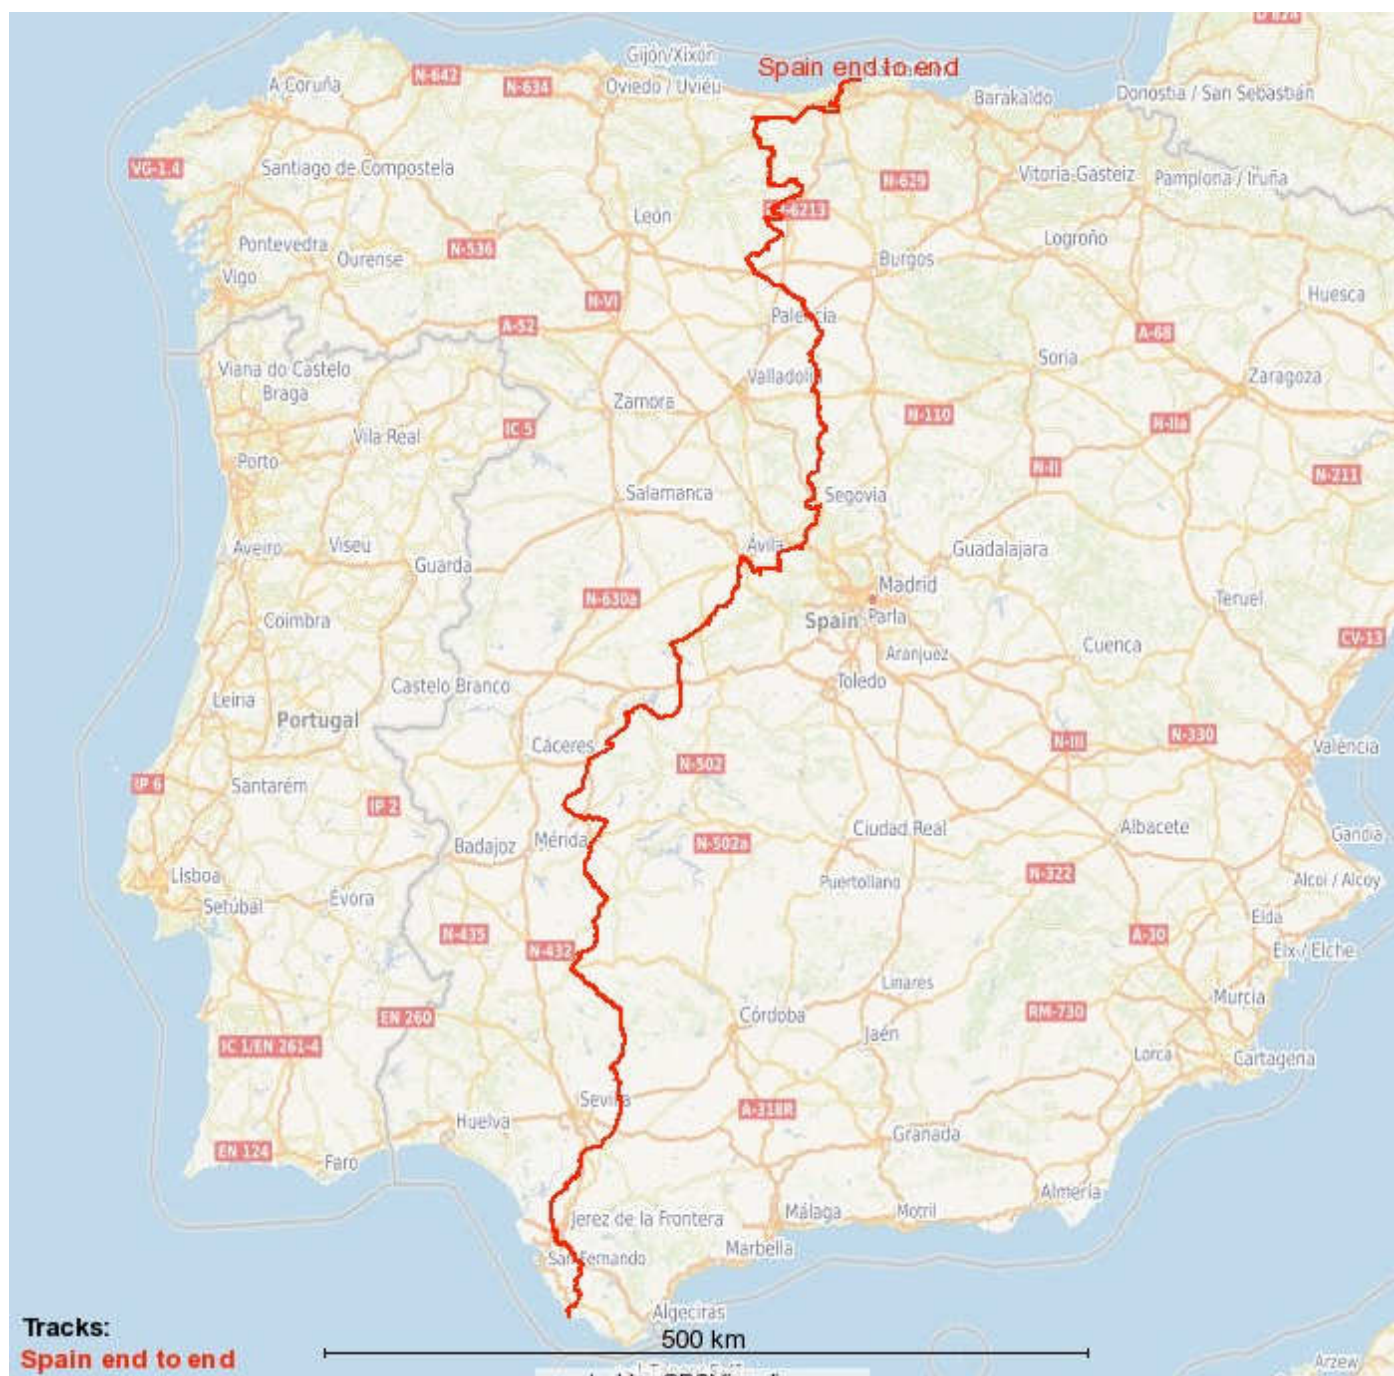 D 824
Gijón/Xixón
Spain end to end
N-642
A Coruña
N-634
Oviedo / Uviéu
Barakaldo
Donostia / San Sebastián
VG-1.4
Santiago de Compostela
N-629
Vitoria-Gasteiz
Pamplona / Iruña
León
6213
Pontevedra
N-536
Ourense
Burgos
Logroño
Vigo
N-VI
Huesca
A-52
Palencia
A-68
Viana do Castelo
Soria
Valladolid
Zaragoza
Braga
Zamora
N-110
IC 5
N-IIa
Vila Real
Porto
N-II
N-211
Salamanca
Segovia
Aveiro
Viseu
Ávila
Guadalajara
Guarda
Madrid
N-630a
Teruel
Coimbra
Spain
Parla
CV-13
Cuenca
Aranjuez
Castelo Branco
Toledo
Leiria
Portugal
N-330
Cáceres
N-III
València
N-502
IP 6
Santarém
IP 2
Ciudad Real
Albacete
Gandia
Badajoz
Mérida
N-502a
Lisboa
N-322
Puertollano
Alcoi / Alcoy
Setúbal
Évora
Elda
N-435
A-30
N-432
Elx / Elche
Linares
Murcia
EN 260
Córdoba
RM-730
Jaén
IC 1/EN 261-4
Lorca
Cartagena
Sevilla
A-318R
Huelva
Granada
EN 124
Faro
Almería
Jerez de la Frontera
Málaga
Motril
San Fernando
Marbella
Algeciras
Tracks:
500 km
Spain end to end
Arzew